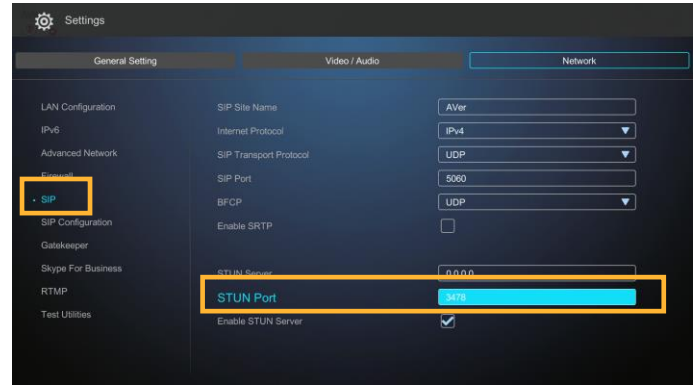 Settings
General Setting Video / Audio Network
LAN Configuration
IPv6
Advanced Network
Firewall
SIP
SIP Configuration
Gatekeeper
Skype For Business
RTMP
Test Utilities
SIP Site Name AVer
Internet Protocol IPv4
SIP Transport Protocol UDP
SIP Port 5060
BFCP UDP
Enable SRTP
STUN Server 0.0.0.0
STUN Port 3478
Enable STUN Server